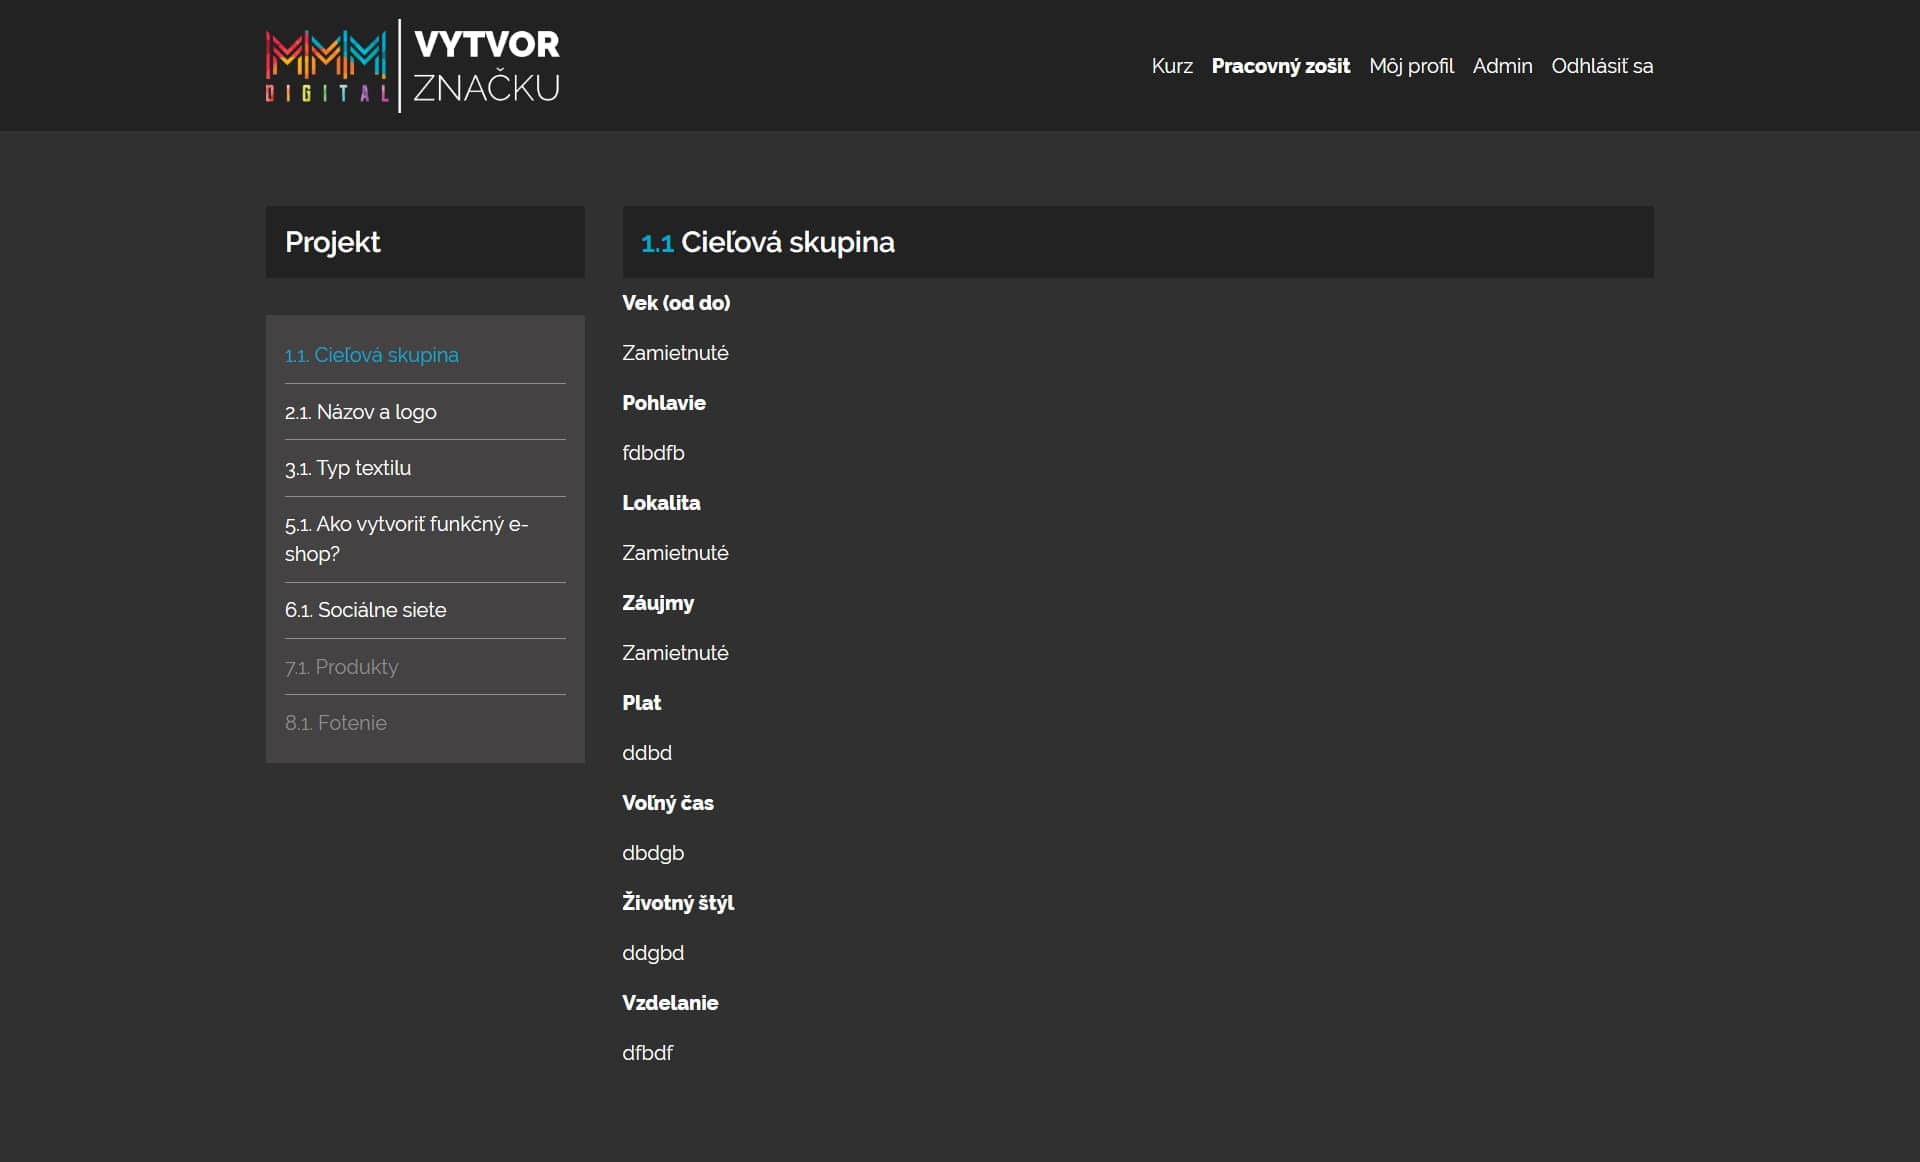 DIGITAL
VYTVOR
ZNAČKU
Kurz Pracovný zošit Môj profil Admin Odhlásiť sa
Projekt
1.1. Cieľová skupina
2.1. Názov a logo
3.1. Typ textilu
5.1. Ako vytvoriť funkčný e-
shop?
6.1. Sociálne siete
7.1. Produkty
8.1. Fotenie
1.1 Cieľová skupina
Vek (od do)
Zamietnuté
Pohlavie
fdbdfb
Lokalita
Zamietnuté
Záujmy
Zamietnuté
Plat
ddbd
Voľný čas
dbdgb
Životný štýl
ddgbd
Vzdelanie
dfbdf